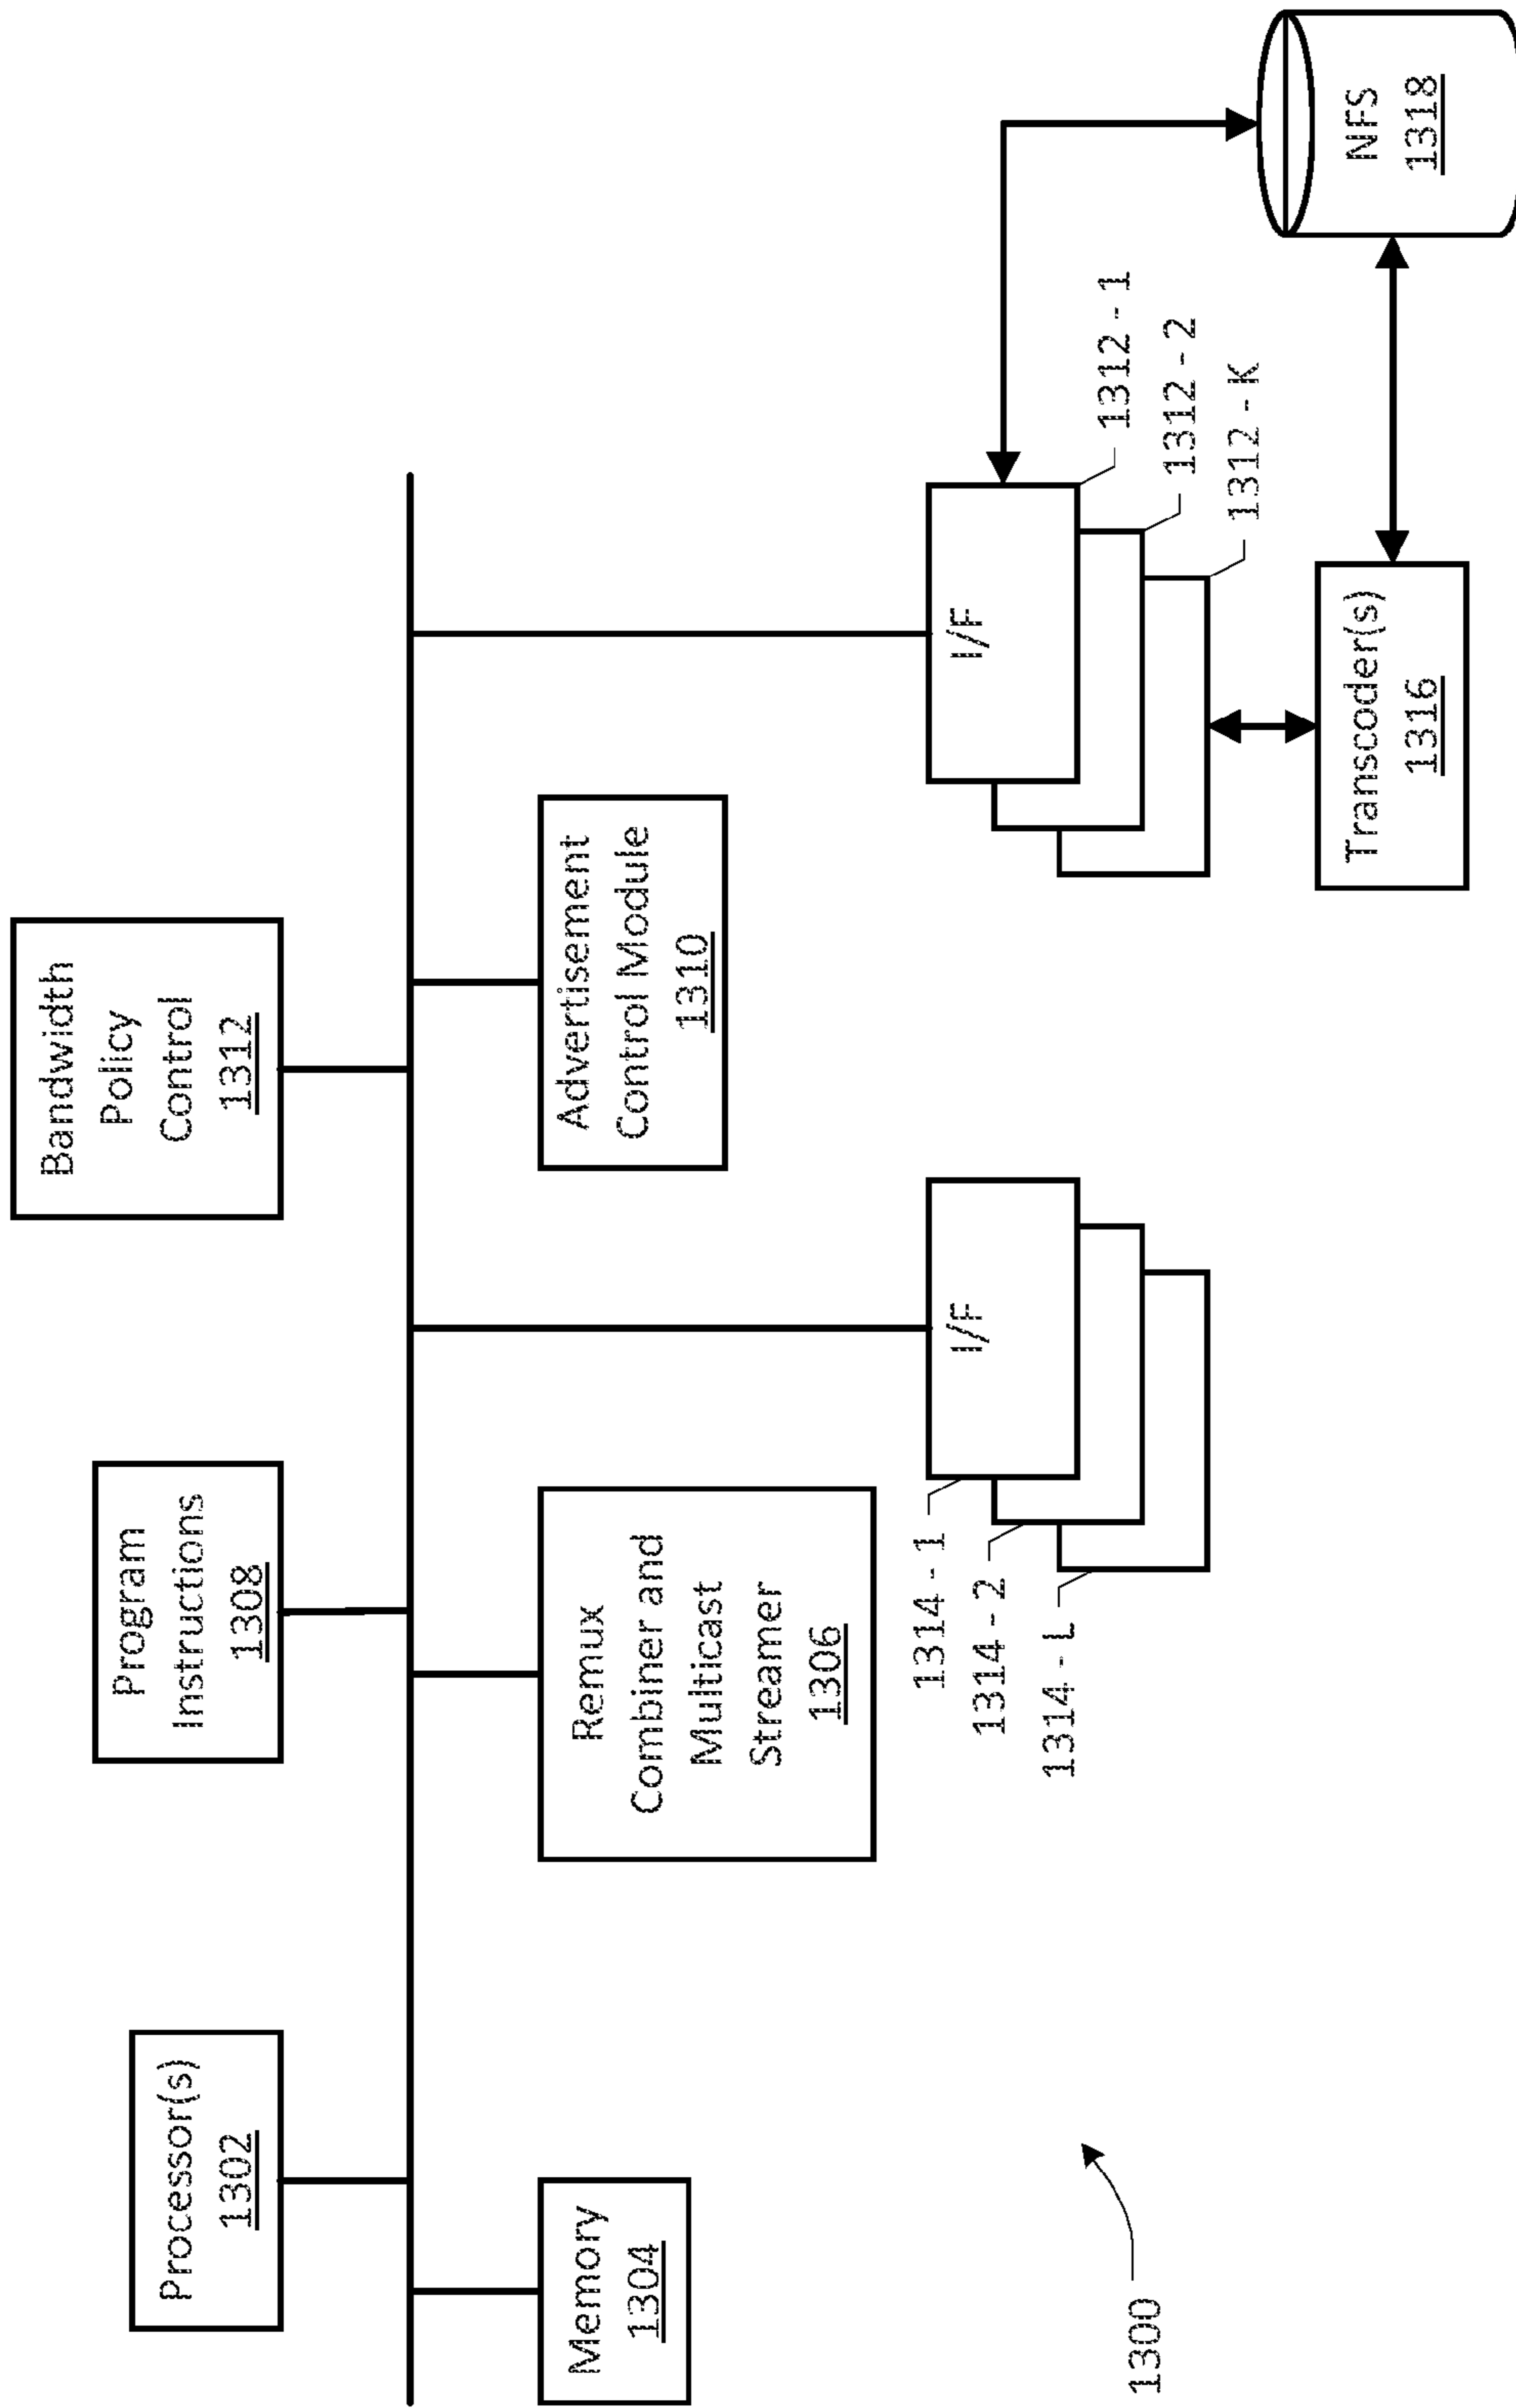 Processor(s)
1302
Program
Instructions
1308
Bandwidth
Policy
Control
1312
Memory
1304
Remux
Combiner and
Multicast
Streamer
1306
Advertisement
Control Module
1310
I/F
1314 - 1
1314 - 2
1314 - L
I/F
1312 - 1
1312 - 2
1312 - K
Transcoder(s)
1316
NFS
1318
1300